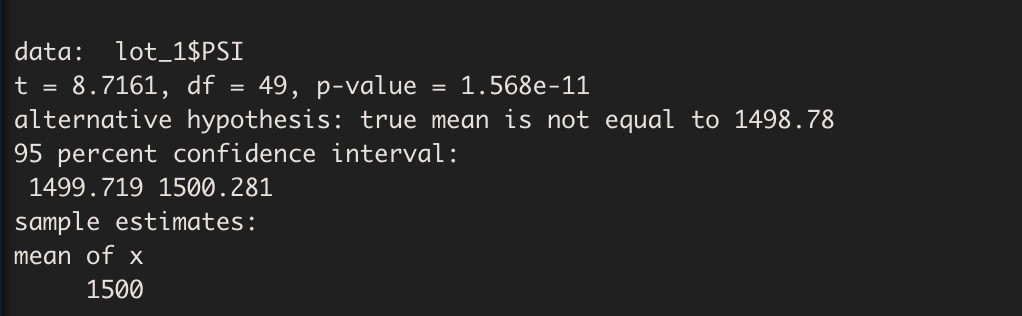 data:  lot_1$PSI
t = 8.7161, df = 49, p-value = 1.568e-11
alternative hypothesis: true mean is not equal to 1498.78
95 percent confidence interval:
 1499.719 1500.281
sample estimates:
mean of x
     1500